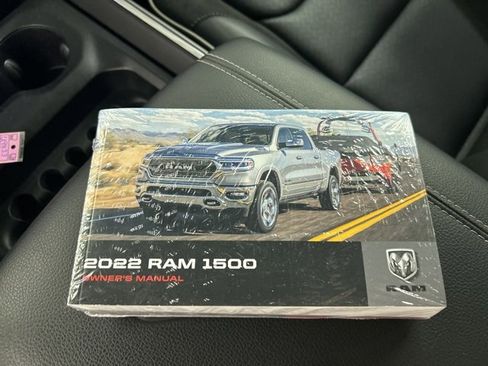 RAM
2022 RAM 1500
OWNER'S MANUAL
RAM